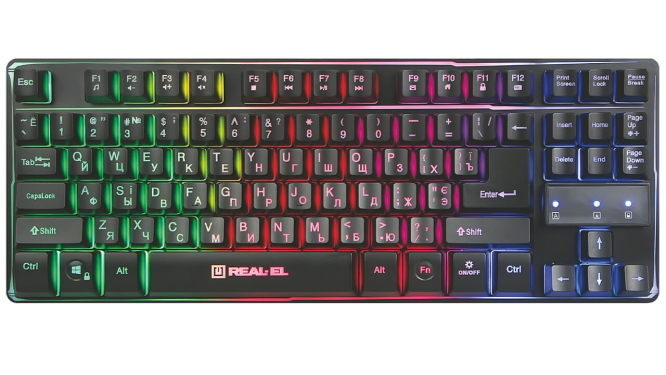 Esc F1 F2 F3 F4 F5 F6 F7 F8 F9 F10 F11 F12 Print Screen Scroll Lock Pause Break
~ Ё ! 1 @ " 2 # № 3 $ ; 4 % : 5 ^ , 6 & ? 7 * 8 ( 9 ) 0 _ - + = \ / ← Insert Home Page Up
Tab Q Й W Ц E У R К T Е Y Н U Г I Ш O Щ P З { [ Х } ] Ї Ъ Delete End Page Down
CapsLock A Ф S І Ы D В F А G П H Р J О K Л L Д : ; Ж " ' Є Э Enter
⇧ Shift Z Я X Ч C С V М B И N Т M Ь < , Б > . Ю ? / . ⇧ Shift ↑
Ctrl Alt REAL-EL Alt Fn ON/OFF Ctrl ← ↓ →